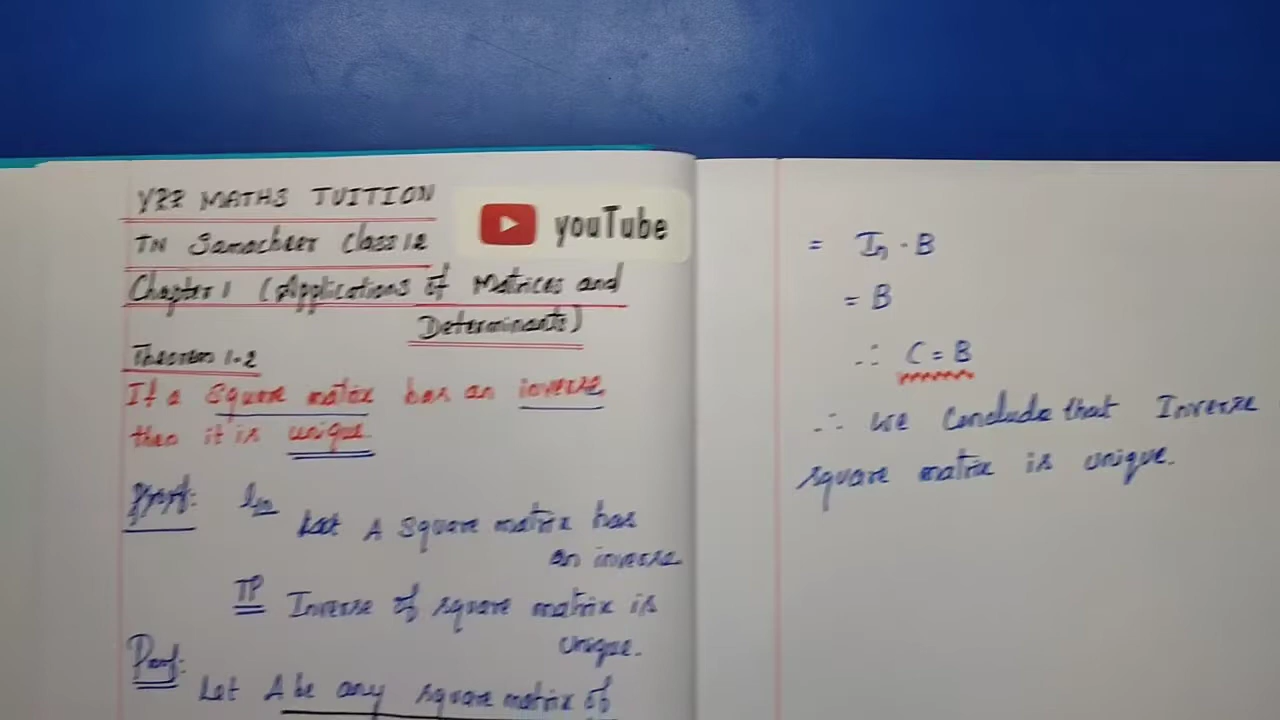 MATHS TUITION
TN Samacheer Class 12
youTube
Chapter 1 (Applications of Matrices and
Determinants)
Theorem 1.2
If a square matrix has an inverse
then it is unique.
Let A square matrix has
an inverse
TP Inverse of square matrix is
unique.
Proof:
Let A be any square matrix of
= In · B
= B
∴ C = B
∴ we Conclude that Inverse
square matrix is unique.